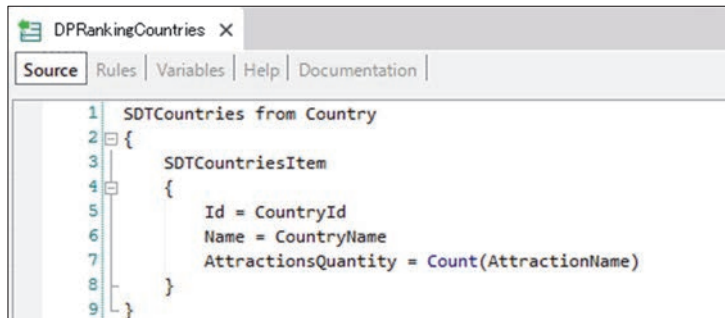 DPRankingCountries X
Source Rules Variables Help Documentation
1 SDTCountries from Country
2 {
3 SDTCountriesItem
4 {
5 Id = CountryId
6 Name = CountryName
7 AttractionsQuantity = Count(AttractionName)
8 }
9 }